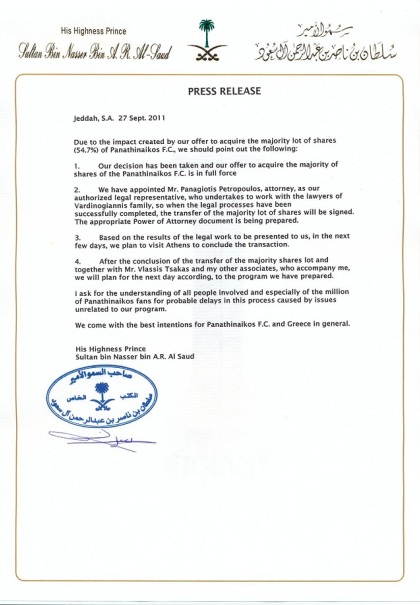 His Highness Prince
Sultan Bin Nasser Bin A. R. Al-Saud
سمو الأمير
سلطان بن ناصر بن عبدالرحمن آل سعود
PRESS RELEASE
Jeddah, S.A. 27 Sept. 2011
Due to the impact created by our offer to acquire the majority lot of shares
(54.7%) of Panathinaikos F.C., we should point out the following:
1. Our decision has been taken and our offer to acquire the majority of
shares of the Panathinaikos F.C. is in full force
2. We have appointed Mr. Panagiotis Petropoulos, attorney, as our
authorized legal representative, who undertakes to work with the lawyers of
Vardinogiannis family, so when the legal processes have been
successfully completed, the transfer of the majority lot of shares will be signed.
The appropriate Power of Attorney document is being prepared.
3. Based on the results of the legal work to be presented to us, in the next
few days, we plan to visit Athens to conclude the transaction.
4. After the conclusion of the transfer of the majority shares lot and
together with Mr. Vlassis Tsakas and my other associates, who accompany me,
we will plan for the next day according, to the program we have prepared.
I ask for the understanding of all people involved and especially of the million
of Panathinaikos fans for probable delays in this process caused by issues
unrelated to our program.
We come with the best intentions for Panathinaikos F.C. and Greece in general.
His Highness Prince
Sultan bin Nasser bin A.R. Al Saud
صاحب السمو الأمير
المكتب الخاص
سلطان بن ناصر بن عبدالرحمن آل سعود